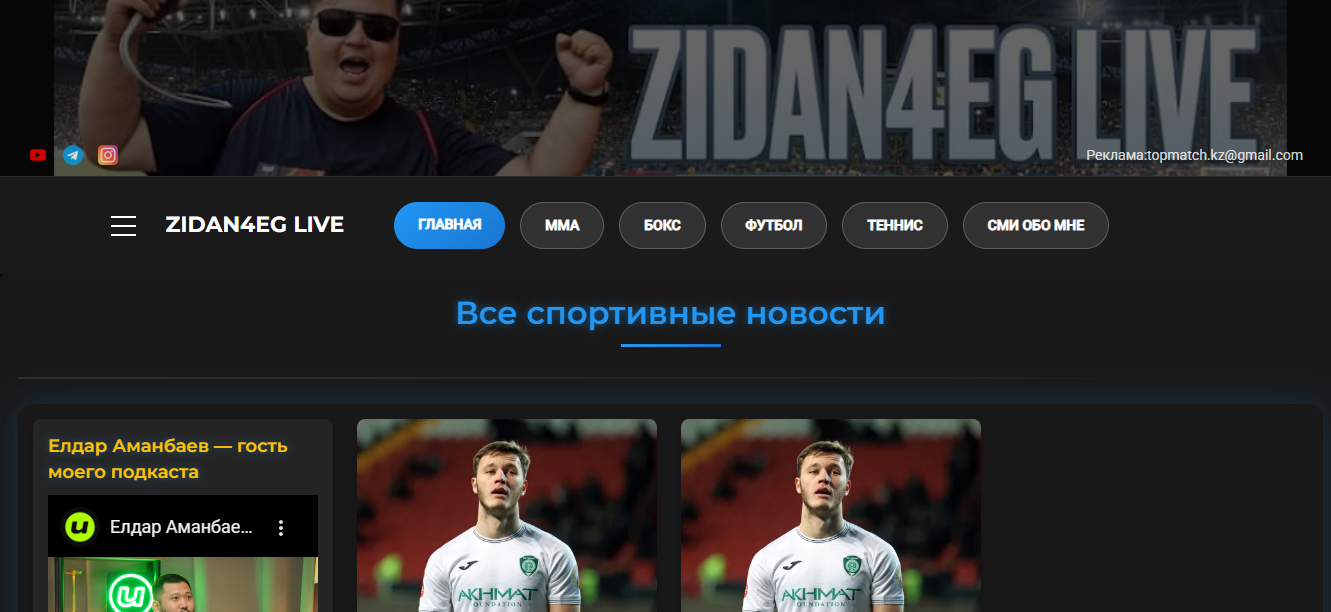 ZIDAN4EG LIVE
Реклама:topmatch.kz@gmail.com
ZIDAN4EG LIVE
ГЛАВНАЯ
ММА
БОКС
ФУТБОЛ
ТЕННИС
СМИ ОБО МНЕ
Все спортивные новости
Елдар Аманбаев — гость
моего подкаста
Елдар Аманбае...
AKHMAT
FOUNDATION
AKHMAT
FOUNDATION